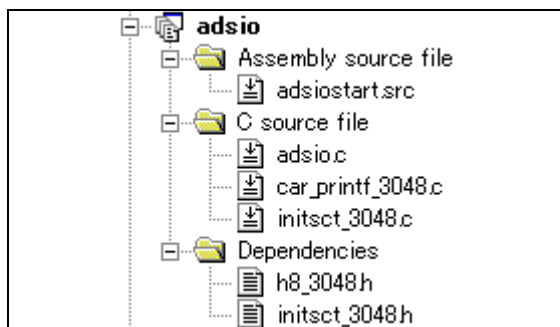 adsio
Assembly source file
adsiostart.src
C source file
adsio.c
car_printf_3048.c
initsct_3048.c
Dependencies
h8_3048.h
initsct_3048.h